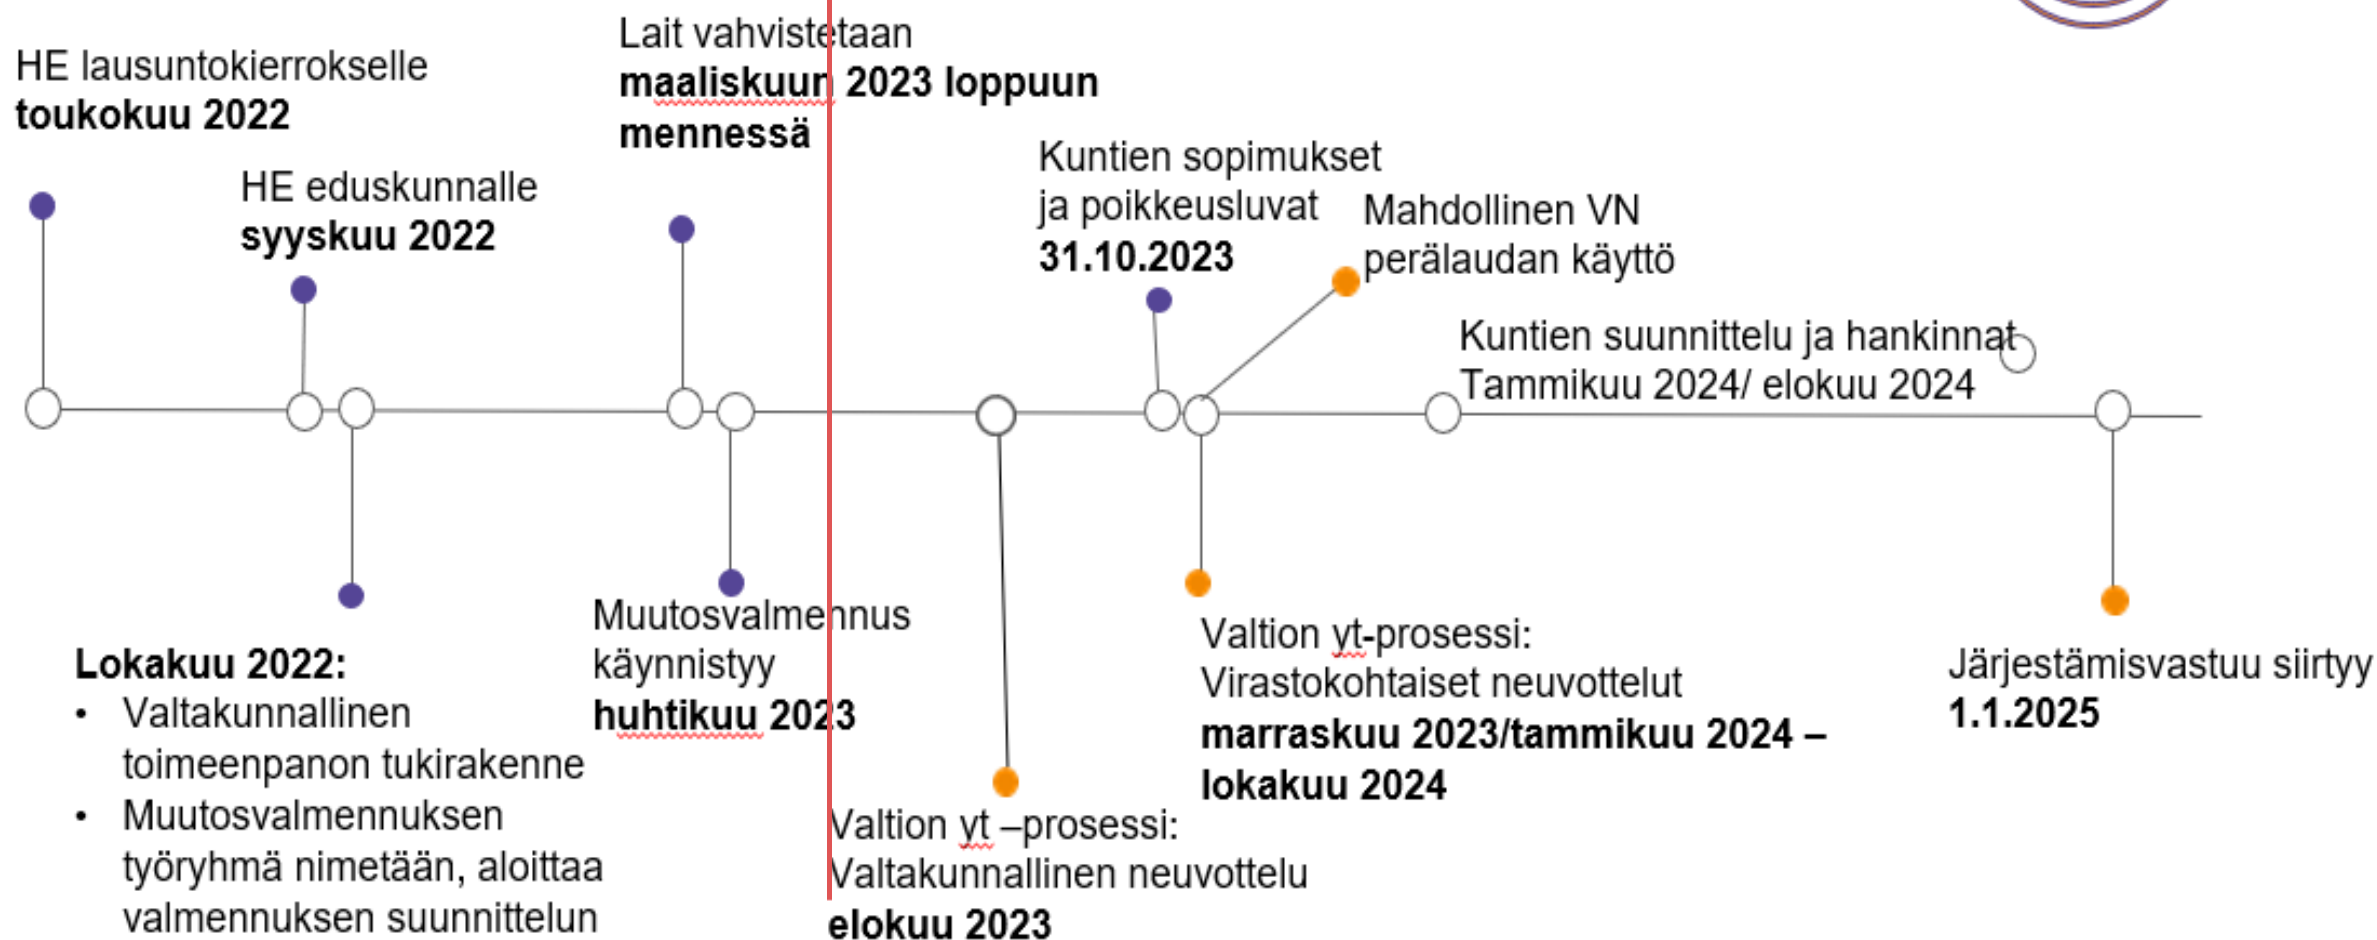 HE lausuntokierrokselle
toukokuu 2022
HE eduskunnalle
syyskuu 2022
Lait vahvistetaan
maaliskuun 2023 loppuun
mennessä
Kuntien sopimukset
ja poikkeusluvat
31.10.2023
Mahdollinen VN
perälaudan käyttö
Kuntien suunnittelu ja hankinnat
Tammikuu 2024/ elokuu 2024
Lokakuu 2022:
• Valtakunnallinen
toimeenpanon tukirakenne
• Muutosvalmennuksen
työryhmä nimetään, aloittaa
valmennuksen suunnittelun
Muutosvalmennus
käynnistyy
huhtikuu 2023
Valtion yt –prosessi:
Valtakunnallinen neuvottelu
elokuu 2023
Valtion yt-prosessi:
Virastokohtaiset neuvottelut
marraskuu 2023/tammikuu 2024 –
lokakuu 2024
Järjestämisvastuu siirtyy
1.1.2025